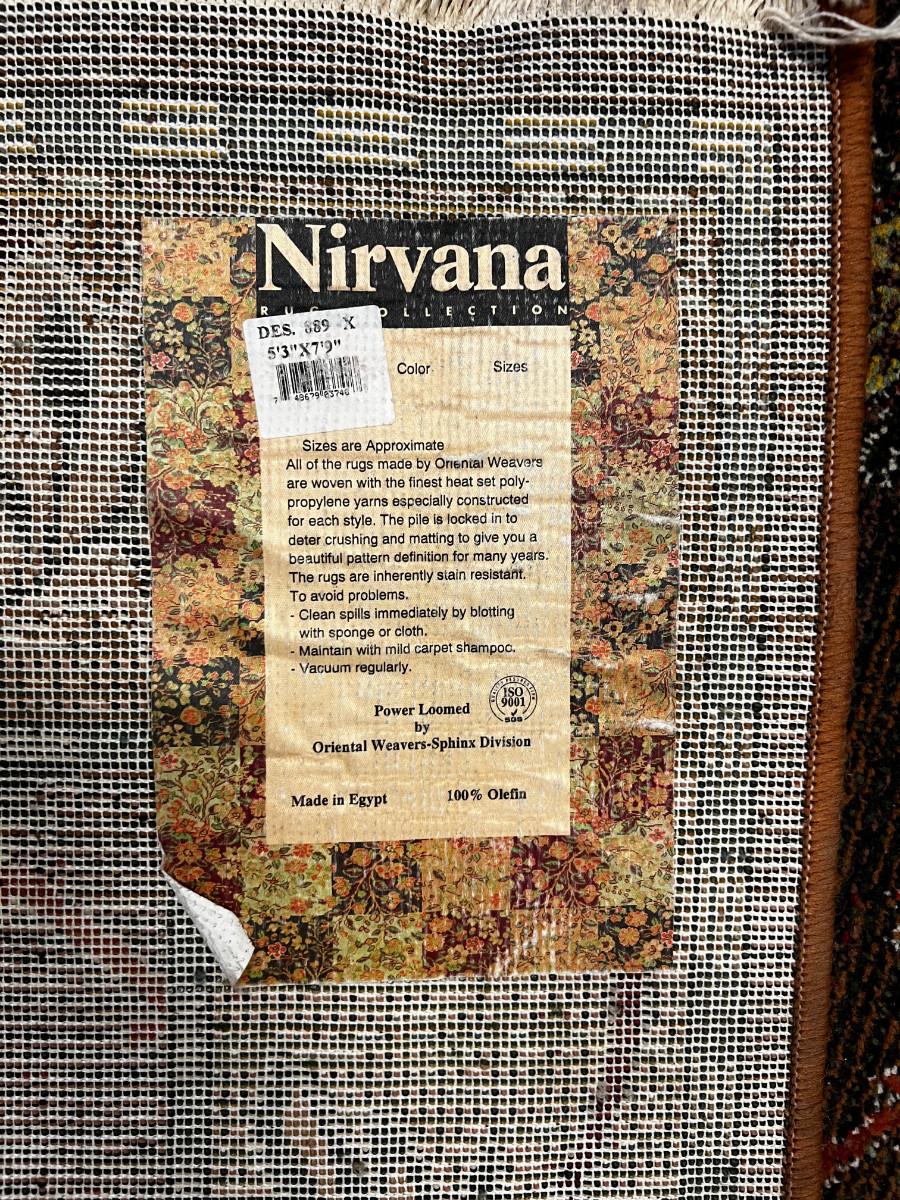 Nirvana
RUG COLLECTION
DES. 889 X
5'3"X7'9"
Color Sizes
Sizes are Approximate
All of the rugs made by Oriental Weavers
are woven with the finest heat set poly-
propylene yarns especially constructed
for each style. The pile is locked in to
deter crushing and matting to give you a
beautiful pattern definition for many years.
The rugs are inherently stain resistant.
To avoid problems.
- Clean spills immediately by blotting
with sponge or cloth.
- Maintain with mild carpet shampoo.
- Vacuum regularly.
ISO
9001
SGS
Power Loomed
by
Oriental Weavers-Sphinx Division
Made in Egypt 100% Olefin